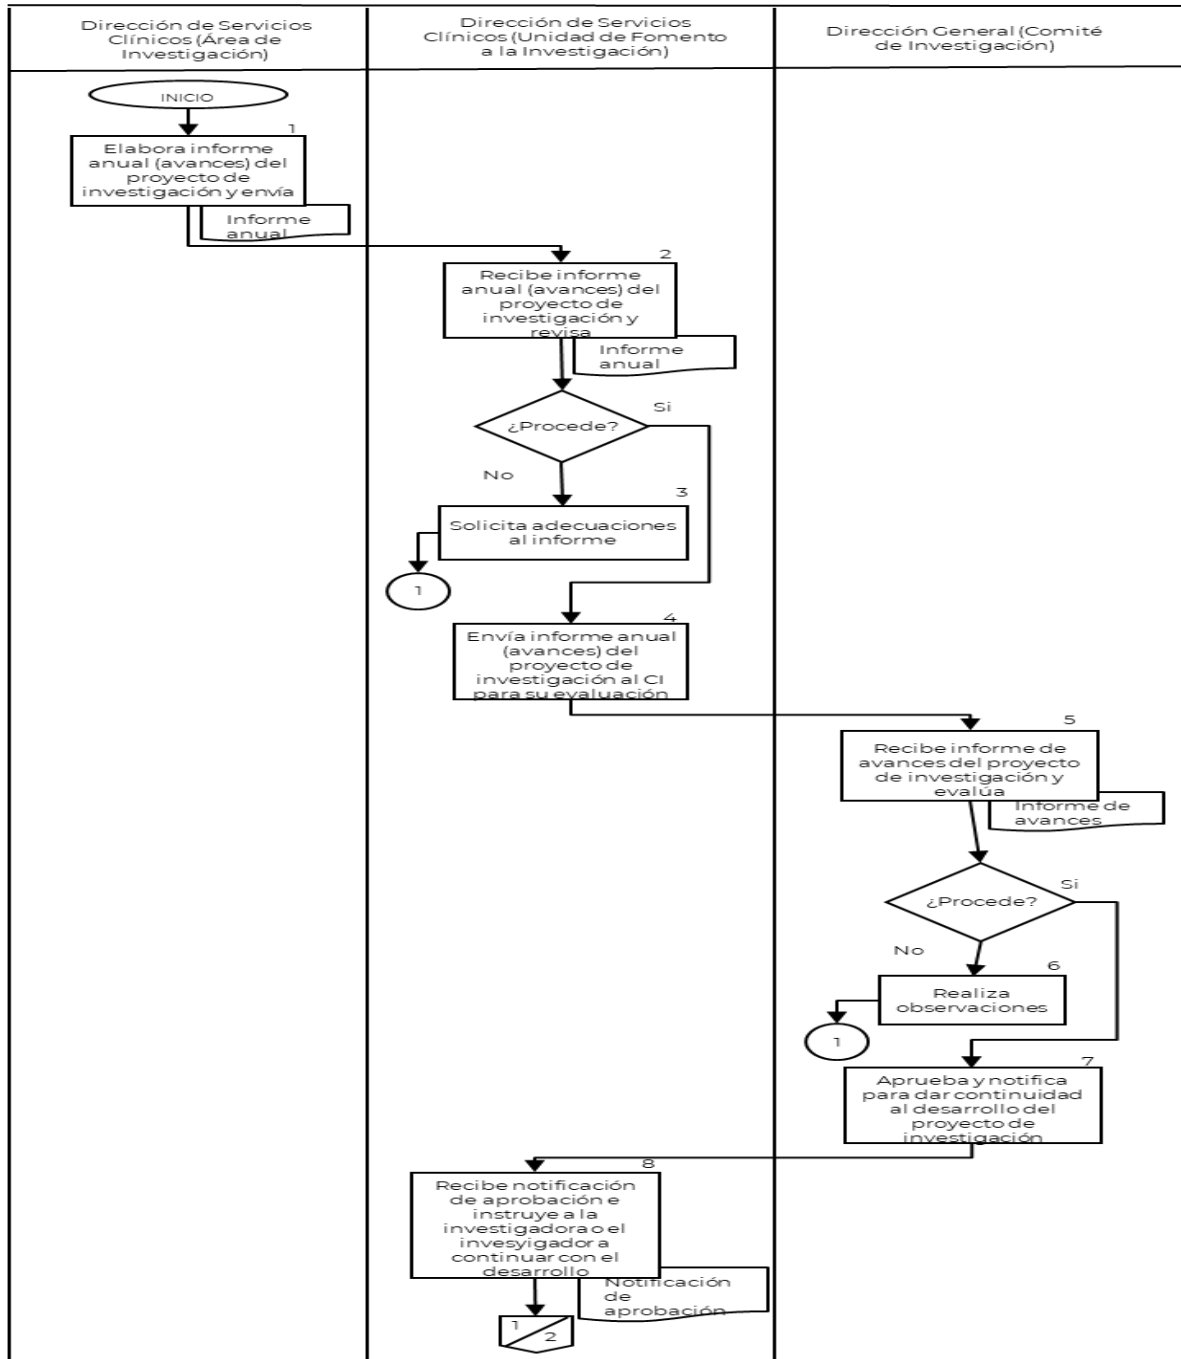 Dirección de Servicios
Clínicos (Área de
Investigación)
Dirección de Servicios
Clínicos (Unidad de Fomento
a la Investigación)
Dirección General (Comité
de Investigación)
INICIO
1
Elabora informe
anual (avances) del
proyecto de
investigación y envía
Informe
anual
2
Recibe informe
anual (avances) del
proyecto de
investigación y
revisa
Informe
anual
¿Procede?
Si
No
3
Solicita adecuaciones
al informe
1
4
Envía informe anual
(avances) del
proyecto de
investigación al CI
para su evaluación
5
Recibe informe de
avances del proyecto
de investigación y
evalúa
Informe de
avances
¿Procede?
Si
No
6
Realiza
observaciones
1
7
Aprueba y notifica
para dar continuidad
al desarrollo del
proyecto de
investigación
8
Recibe notificación
de aprobación e
instruye a la
investigadora o el
invesyigador a
continuar con el
desarrollo
Notificación
de
aprobación
1
2